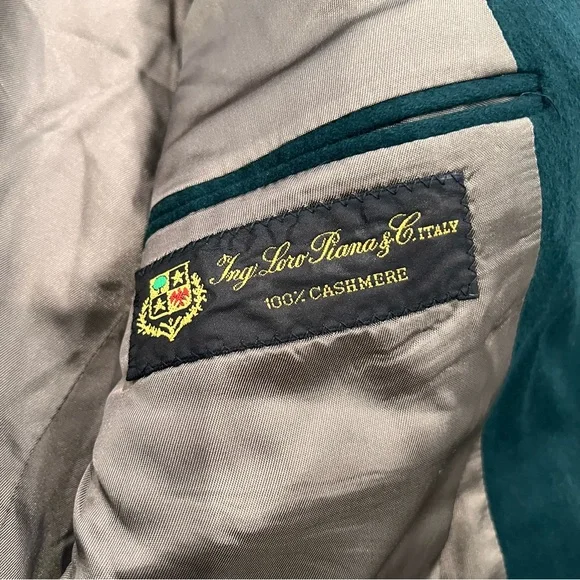 Ing. Loro Piana & C. ITALY
100% CASHMERE